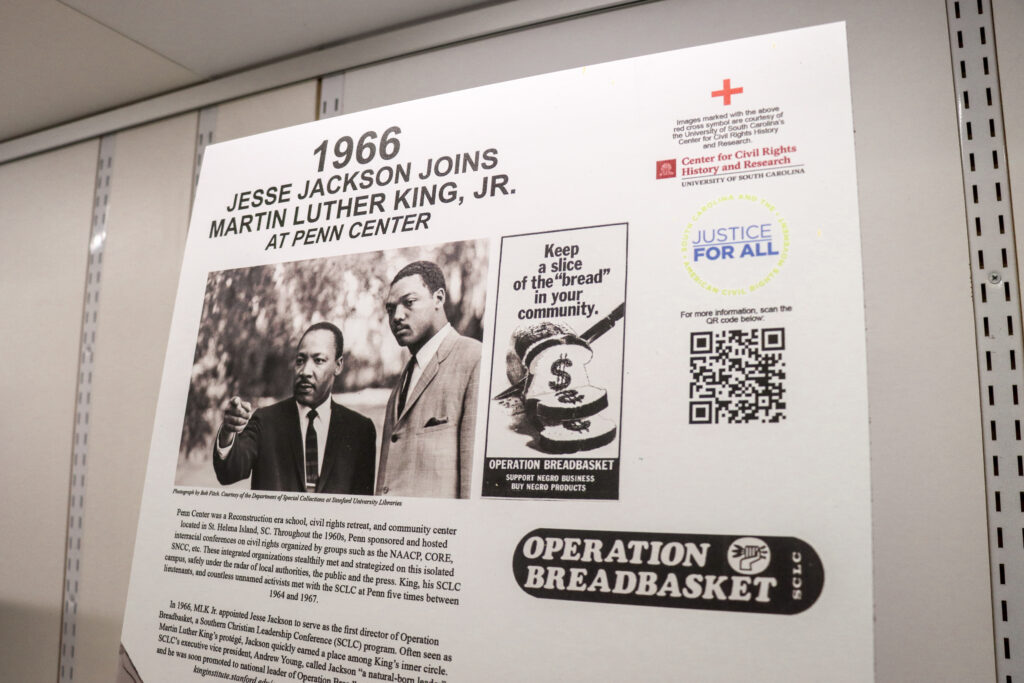 1966
JESSE JACKSON JOINS
MARTIN LUTHER KING, JR.
AT PENN CENTER
Images marked with the above
red cross symbol are courtesy of
the University of South Carolina's
Center for Civil Rights History
and Research.
Center for Civil Rights
History and Research
UNIVERSITY OF SOUTH CAROLINA
SOUTH CAROLINA AND THE
AMERICAN CIVIL RIGHTS MOVEMENT
JUSTICE
FOR ALL
For more information, scan the
QR code below:
Keep
a slice
of the "bread"
in your
community.
$
OPERATION BREADBASKET
SUPPORT NEGRO BUSINESS
BUY NEGRO PRODUCTS
Photograph by Bob Fitch. Courtesy of the Department of Special Collections at Stanford University Libraries
Penn Center was a Reconstruction era school, civil rights retreat, and community center
located in St. Helena Island, SC. Throughout the 1960s, Penn sponsored and hosted
interracial conferences on civil rights organized by groups such as the NAACP, CORE,
SNCC, etc. These integrated organizations stealthily met and strategized on this isolated
campus, safely under the radar of local authorities, the public and the press. King, his SCLC
lieutenants, and countless unnamed activists met with the SCLC at Penn five times between
1964 and 1967.
In 1966, MLK Jr. appointed Jesse Jackson to serve as the first director of Operation
Breadbasket, a Southern Christian Leadership Conference (SCLC) program. Often seen as
Martin Luther King's protégé, Jackson quickly earned a place among King's inner circle.
SCLC's executive vice president, Andrew Young, called Jackson "a natural-born leader"
and he was soon promoted to national leader of Operation
kinginstitute.stanford.edu
OPERATION
BREADBASKET
SCLC